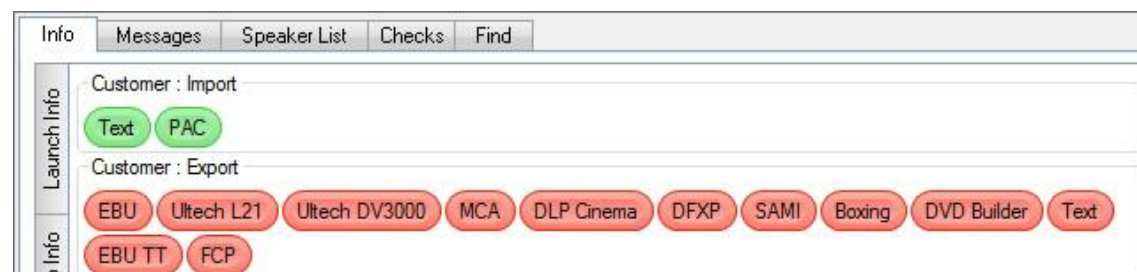 Info Messages Speaker List Checks Find
Launch Info
Customer : Import
Text PAC
Customer : Export
EBU Ultech L21 Ultech DV3000 MCA DLP Cinema DFXP SAMI Boxing DVD Builder Text
EBU TT FCP
Info